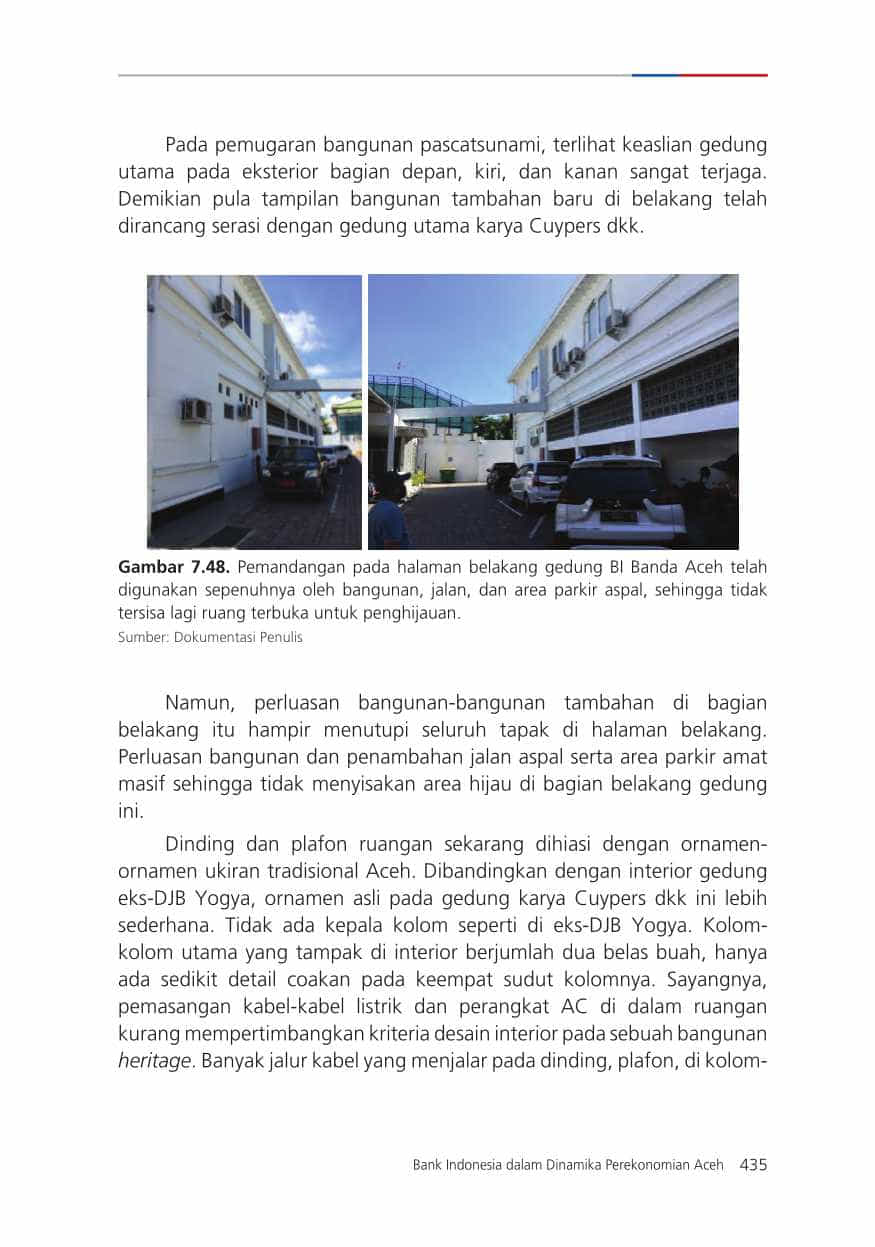 Pada pemugaran bangunan pascatsunami, terlihat keaslian gedung
utama pada eksterior bagian depan, kiri, dan kanan sangat terjaga.
Demikian pula tampilan bangunan tambahan baru di belakang telah
dirancang serasi dengan gedung utama karya Cuypers dkk.
Gambar 7.48. Pemandangan pada halaman belakang gedung BI Banda Aceh telah
digunakan sepenuhnya oleh bangunan, jalan, dan area parkir aspal, sehingga tidak
tersisa lagi ruang terbuka untuk penghijauan.
Sumber: Dokumentasi Penulis
Namun, perluasan bangunan-bangunan tambahan di bagian
belakang itu hampir menutupi seluruh tapak di halaman belakang.
Perluasan bangunan dan penambahan jalan aspal serta area parkir amat
masif sehingga tidak menyisakan area hijau di bagian belakang gedung
ini.
Dinding dan plafon ruangan sekarang dihiasi dengan ornamen-
ornamen ukiran tradisional Aceh. Dibandingkan dengan interior gedung
eks-DJB Yogya, ornamen asli pada gedung karya Cuypers dkk ini lebih
sederhana. Tidak ada kepala kolom seperti di eks-DJB Yogya. Kolom-
kolom utama yang tampak di interior berjumlah dua belas buah, hanya
ada sedikit detail coakan pada keempat sudut kolomnya. Sayangnya,
pemasangan kabel-kabel listrik dan perangkat AC di dalam ruangan
kurang mempertimbangkan kriteria desain interior pada sebuah bangunan
heritage. Banyak jalur kabel yang menjalar pada dinding, plafon, di kolom-
Bank Indonesia dalam Dinamika Perekonomian Aceh 435